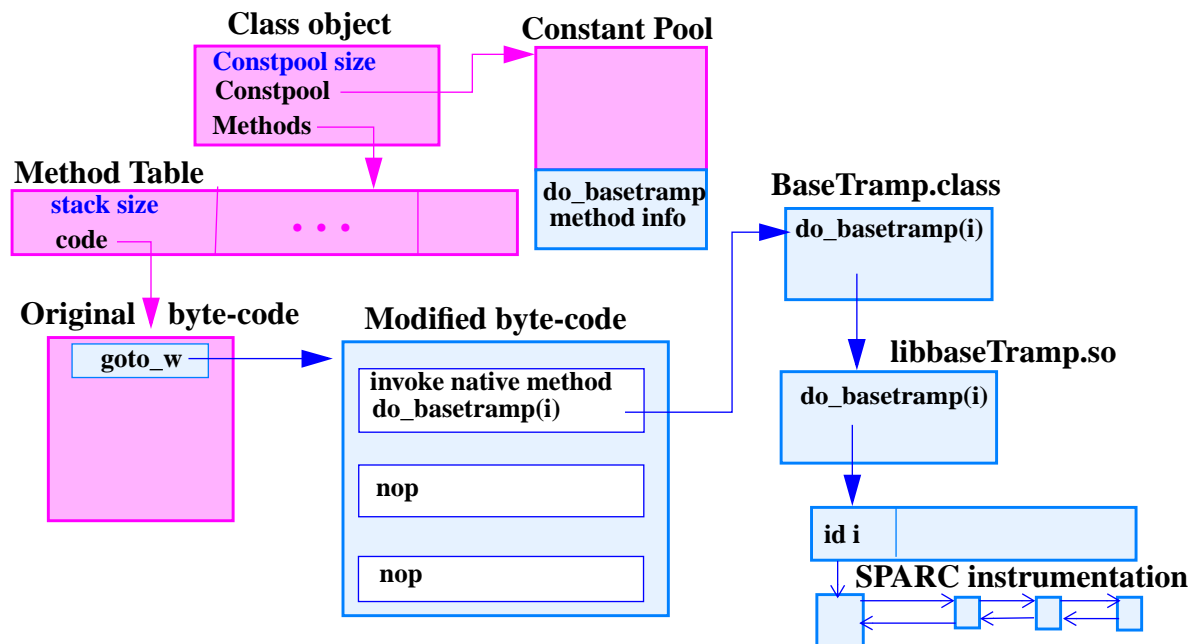 Class object
Constpool size
Constpool
Methods
Constant Pool
do_basetramp
method info
Method Table
stack size
code
• • •
BaseTramp.class
do_basetramp(i)
Original byte-code
goto_w
Modified byte-code
invoke native method
do_basetramp(i)
nop
nop
libbaseTramp.so
do_basetramp(i)
id i
SPARC instrumentation